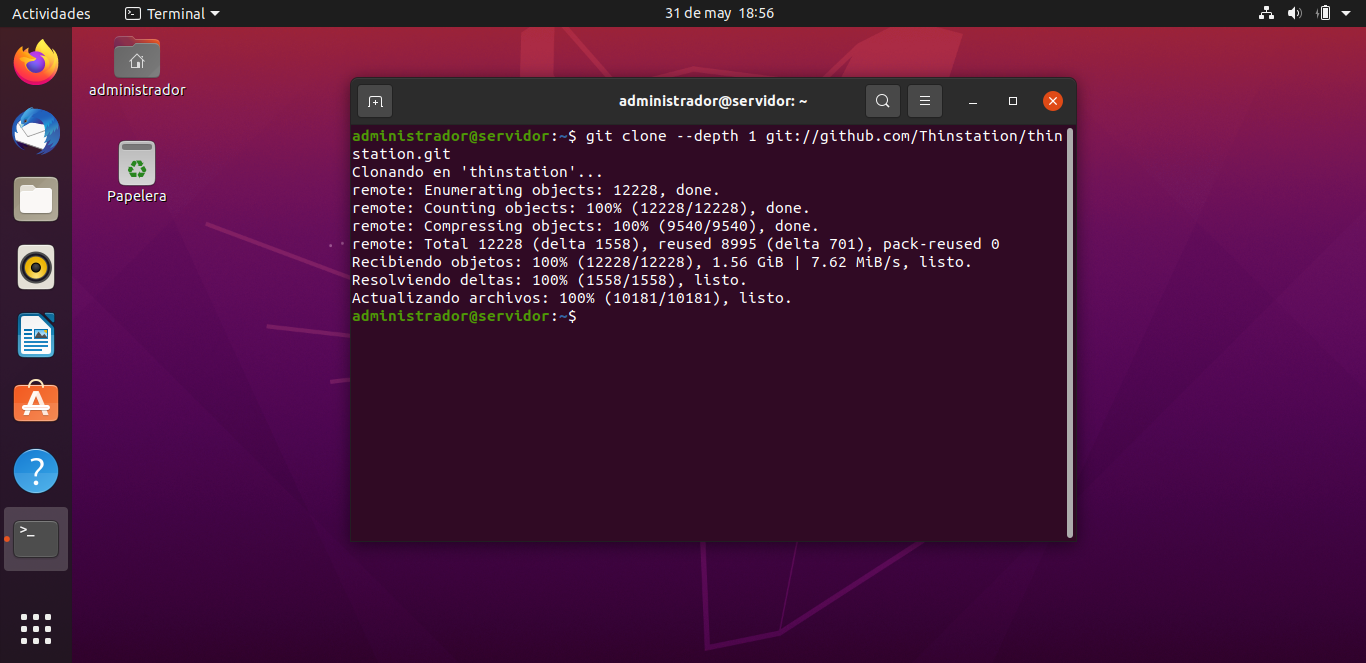 Actividades
Terminal
31 de may 18:56
administrador
Papelera
administrador@servidor: ~
administrador@servidor:~$ git clone --depth 1 git://github.com/Thinstation/thin
station.git
Clonando en 'thinstation'...
remote: Enumerating objects: 12228, done.
remote: Counting objects: 100% (12228/12228), done.
remote: Compressing objects: 100% (9540/9540), done.
remote: Total 12228 (delta 1558), reused 8995 (delta 701), pack-reused 0
Recibiendo objetos: 100% (12228/12228), 1.56 GiB | 7.62 MiB/s, listo.
Resolviendo deltas: 100% (1558/1558), listo.
Actualizando archivos: 100% (10181/10181), listo.
administrador@servidor:~$